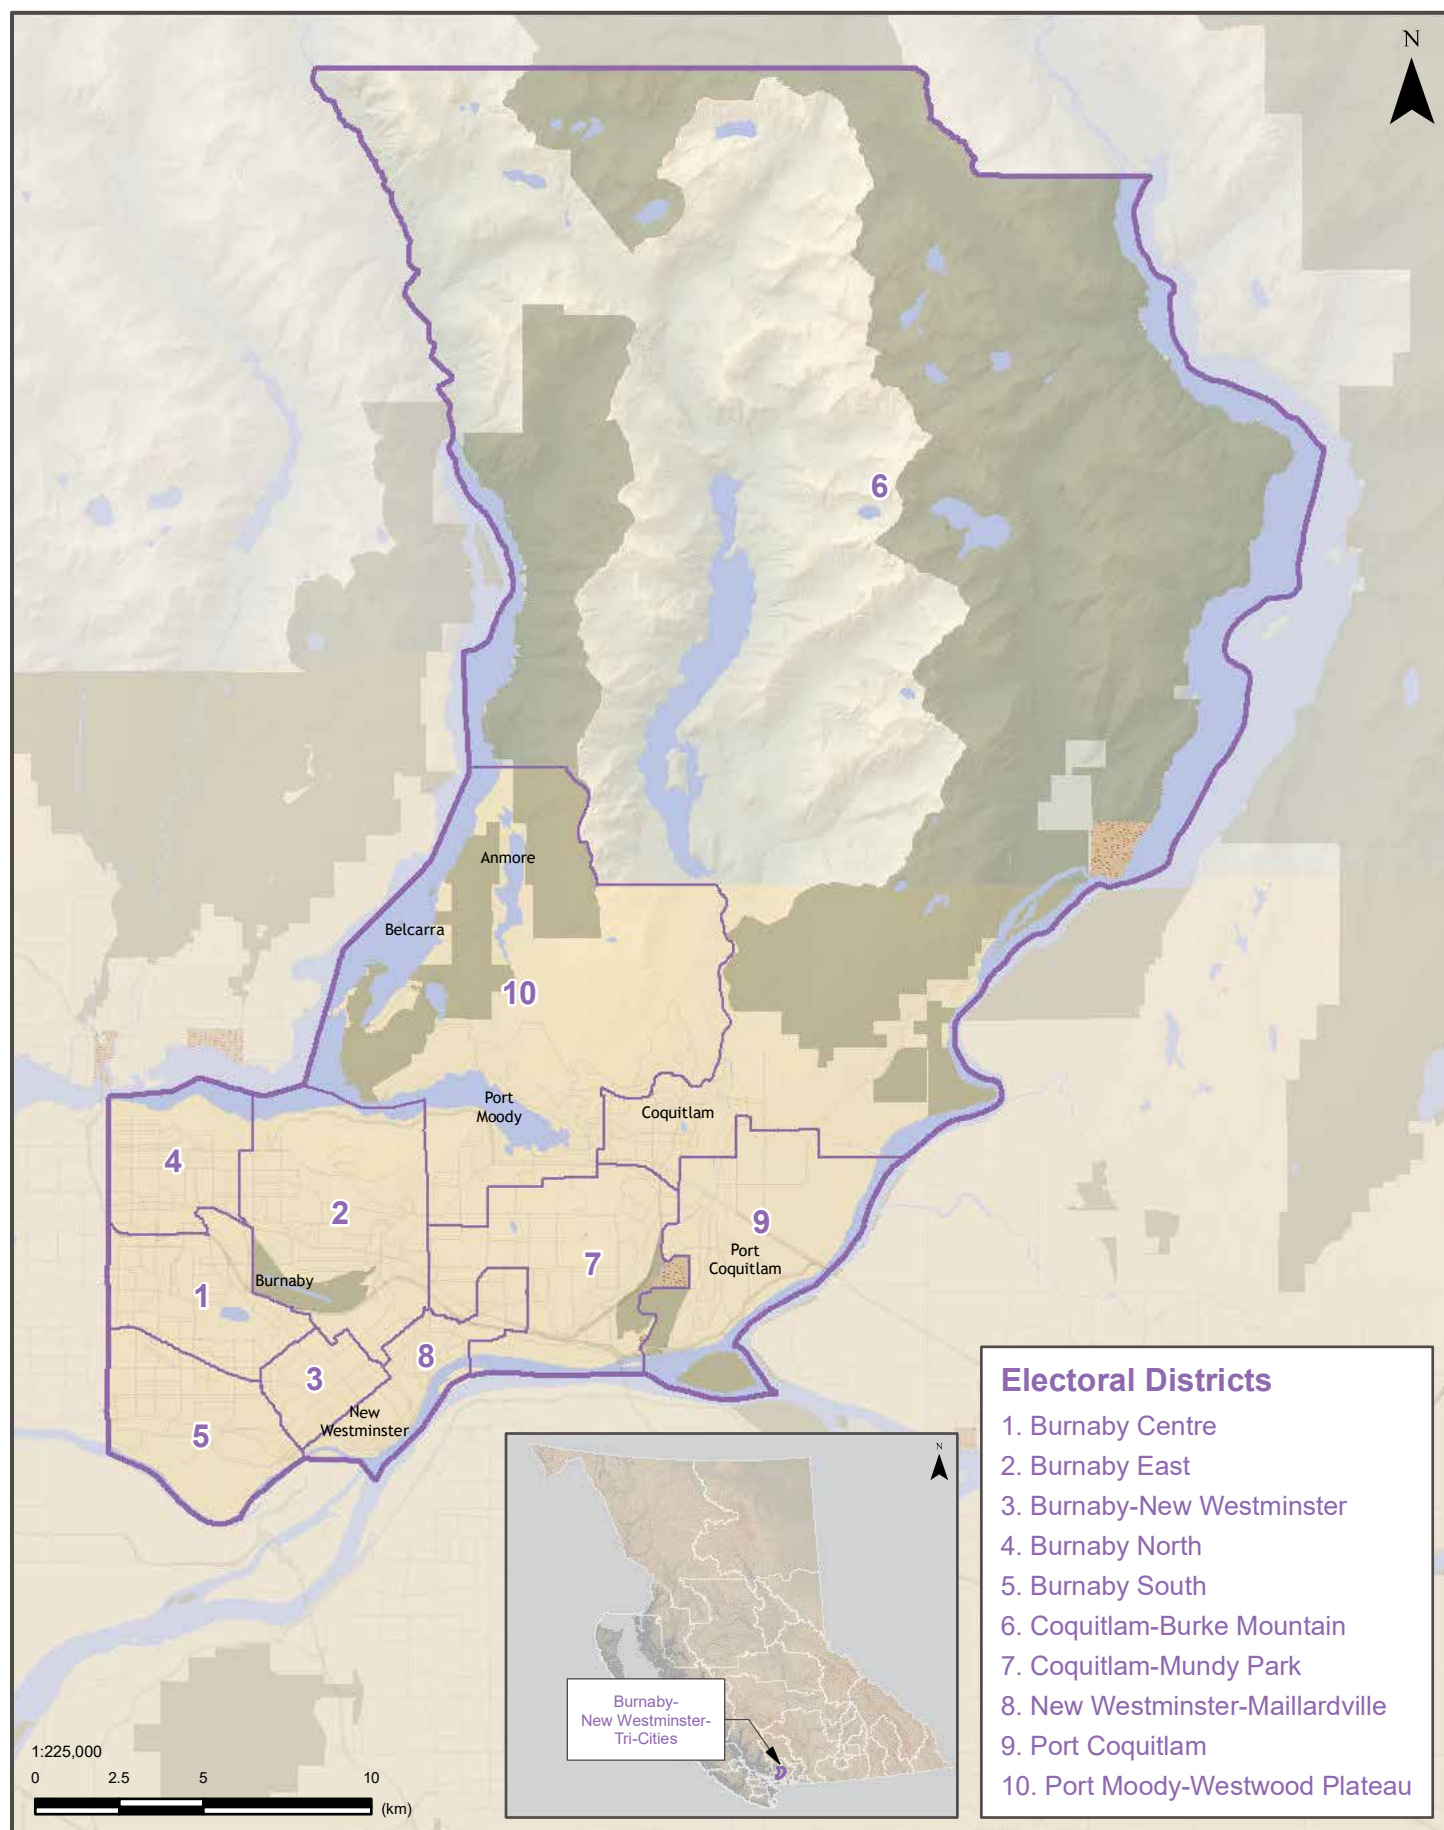 N
6
Anmore
Belcarra
10
Port
Moody
Coquitlam
4
2
9
Port
Coquitlam
7
Burnaby
1
8
3
New
Westminster
5
Electoral Districts
1. Burnaby Centre
2. Burnaby East
3. Burnaby-New Westminster
4. Burnaby North
5. Burnaby South
6. Coquitlam-Burke Mountain
7. Coquitlam-Mundy Park
8. New Westminster-Maillardville
9. Port Coquitlam
10. Port Moody-Westwood Plateau
N
Burnaby-
New Westminster-
Tri-Cities
1:225,000
0 2.5 5 10
(km)